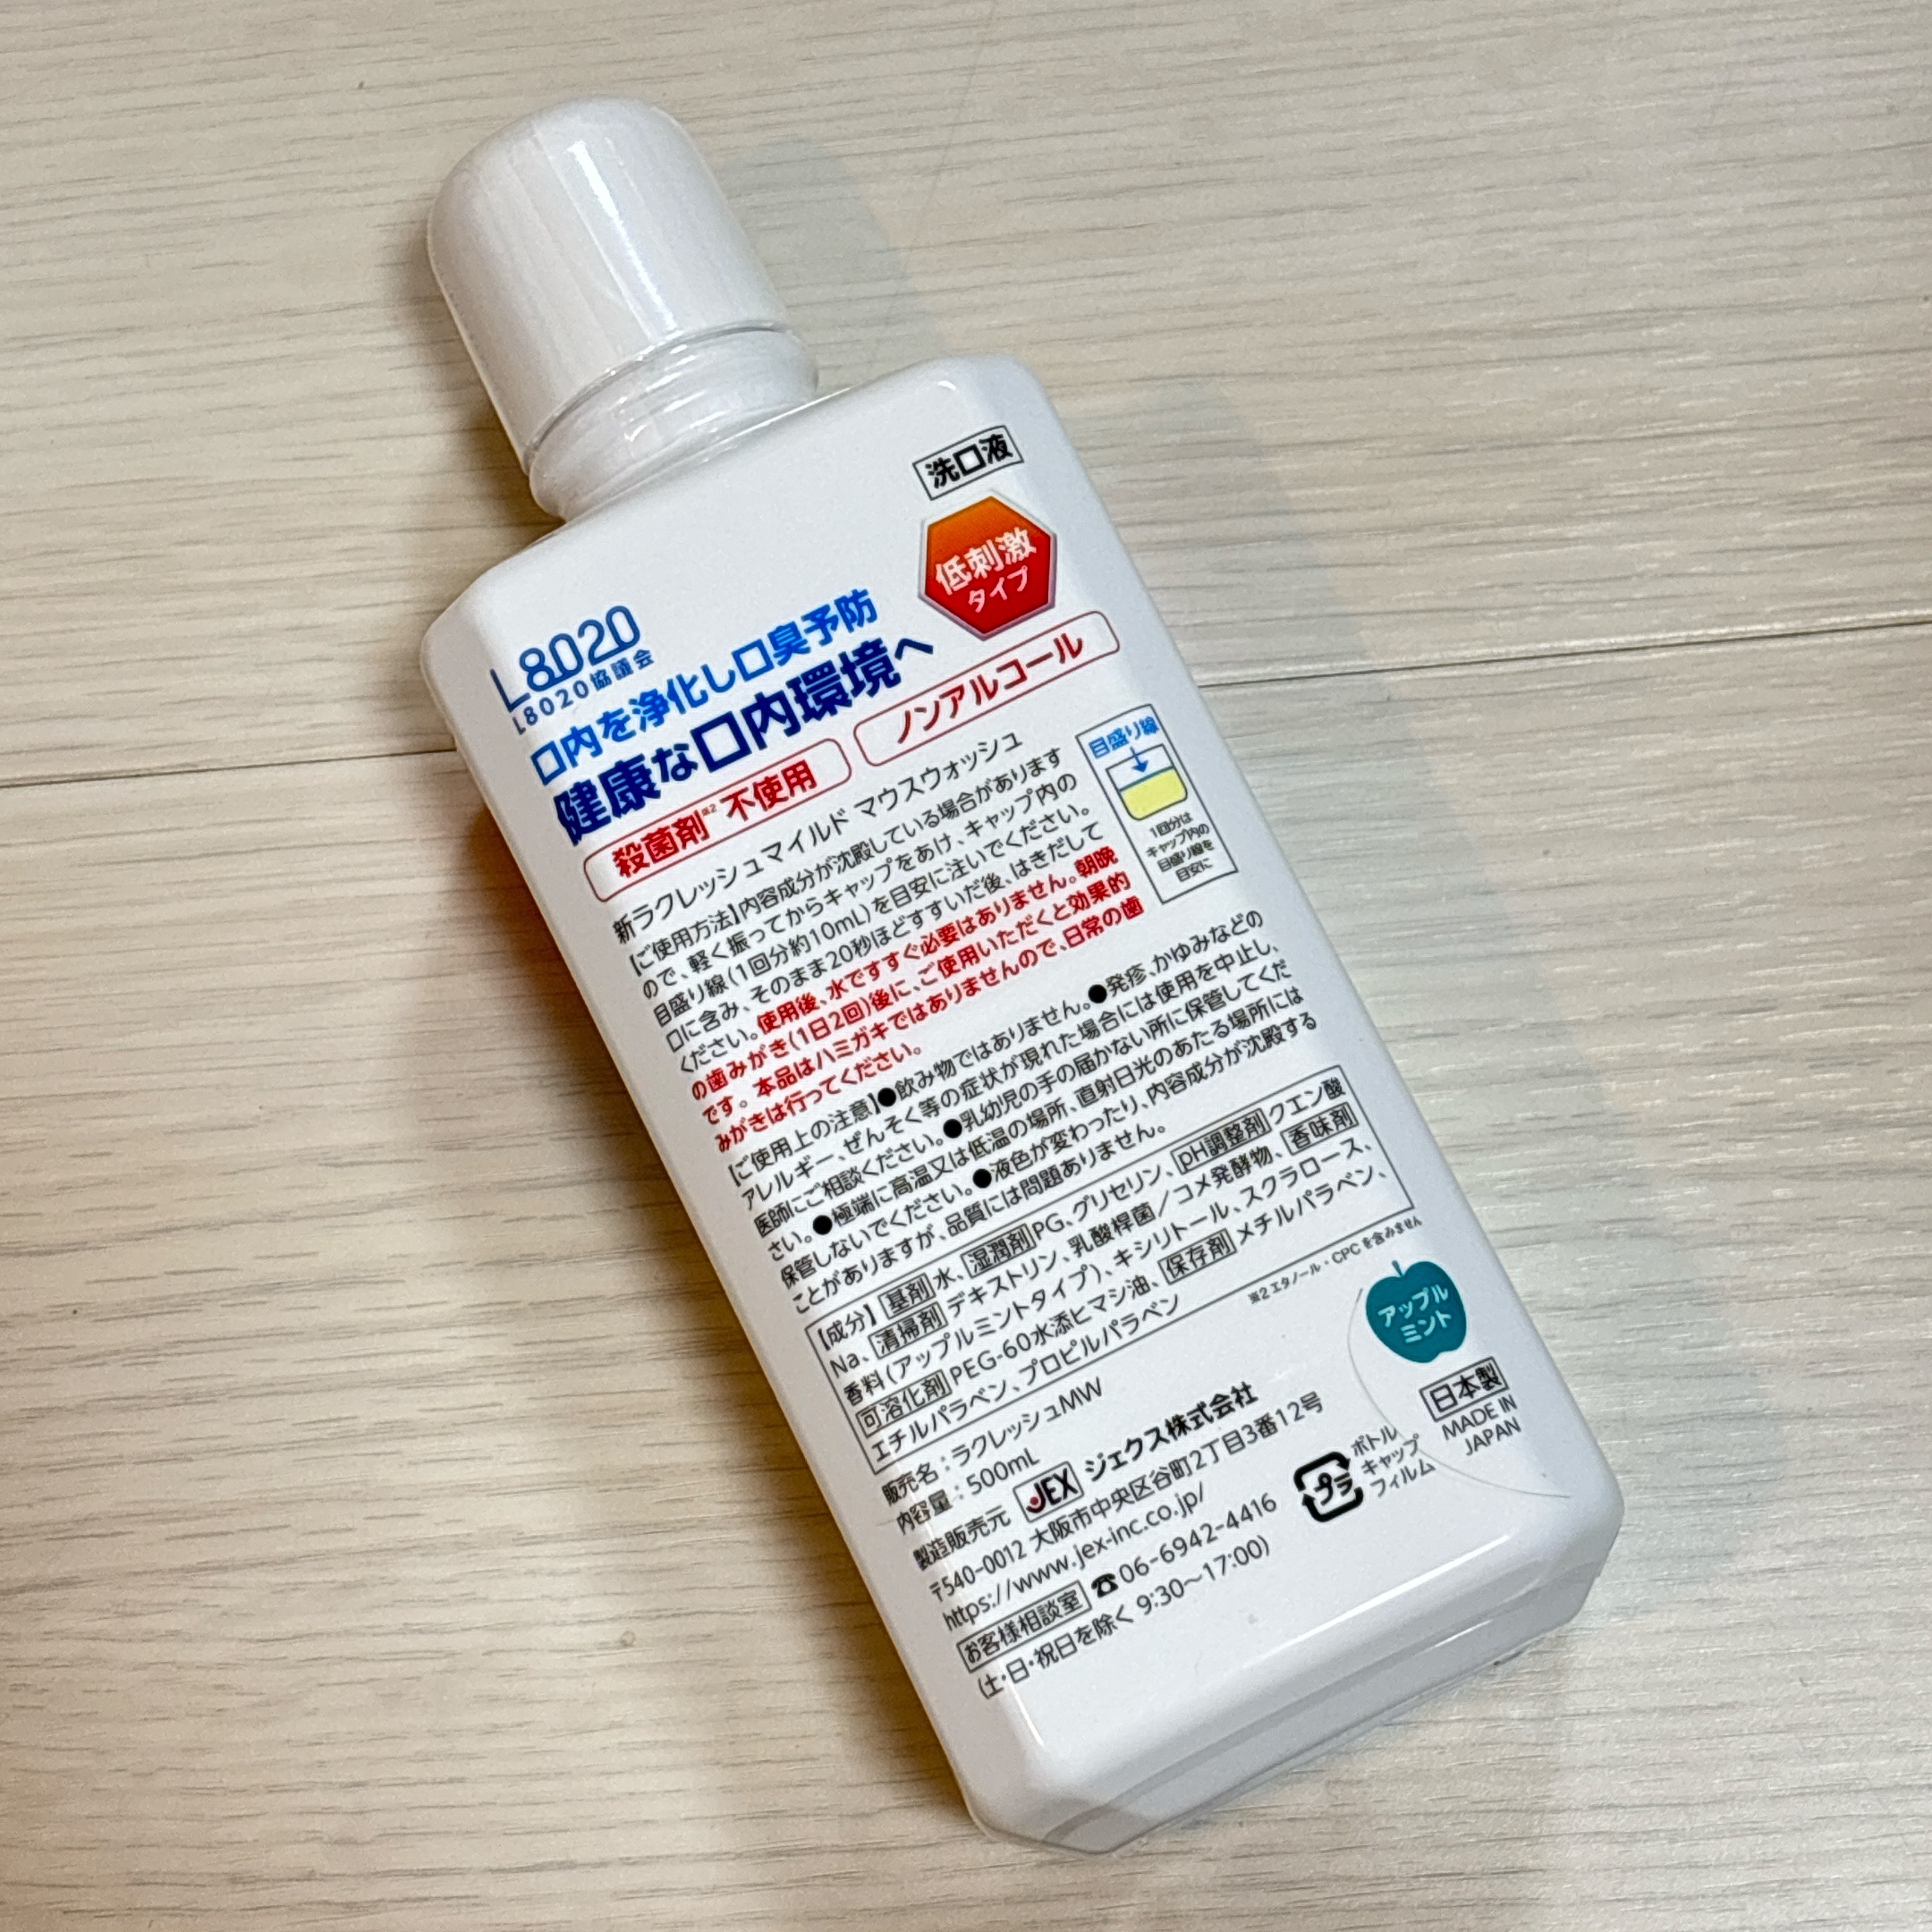 洗口液
低刺激
タイプ
L8020
L8020協議会
口内を浄化し口臭予防
健康な口内環境へ
殺菌剤※2 不使用
ノンアルコール
新ラクレッシュマイルド マウスウォッシュ
【ご使用方法】内容成分が沈殿している場合があります
ので、軽く振ってからキャップをあけ、キャップ内の
目盛り線(1回分約10mL)を目安に注いでください。
口に含み、そのまま20秒ほどすすいだ後、はきだして
ください。使用後、水ですすぐ必要はありません。朝晩
の歯みがき(1日2回)後に、ご使用いただくと効果的
です。本品はハミガキではありませんので、日常の歯
みがきは行ってください。
目盛り線
1回分は
キャップ内の
目盛り線を
目安に
【ご使用上の注意】●飲み物ではありません。●発疹、かゆみなどの
アレルギー、ぜんそく等の症状が現れた場合には使用を中止し、
医師にご相談ください。●乳幼児の手の届かない所に保管してくだ
さい。●極端に高温又は低温の場所、直射日光のあたる場所には
保管しないでください。●液色が変わったり、内容成分が沈殿する
ことがありますが、品質には問題ありません。
【成分】基剤 水、湿潤剤 PG、グリセリン、pH調整剤 クエン酸
Na、清掃剤 デキストリン、乳酸桿菌/コメ発酵物、香味剤
香料(アップルミントタイプ)、キシリトール、スクラロース、
可溶化剤 PEG-60水添ヒマシ油、保存剤 メチルパラベン、
エチルパラベン、プロピルパラベン
※2 エタノール・CPCを含みません
アップル
ミント
販売名:ラクレッシュMW
内容量:500mL
製造販売元 JEX ジェクス株式会社
〒540-0012 大阪市中央区谷町2丁目3番12号
https://www.jex-inc.co.jp/
お客様相談室 ☎06-6942-4416
(土・日・祝日を除く 9:30～17:00)
プラ
ボトル
キャップ
フィルム
日本製
MADE IN
JAPAN